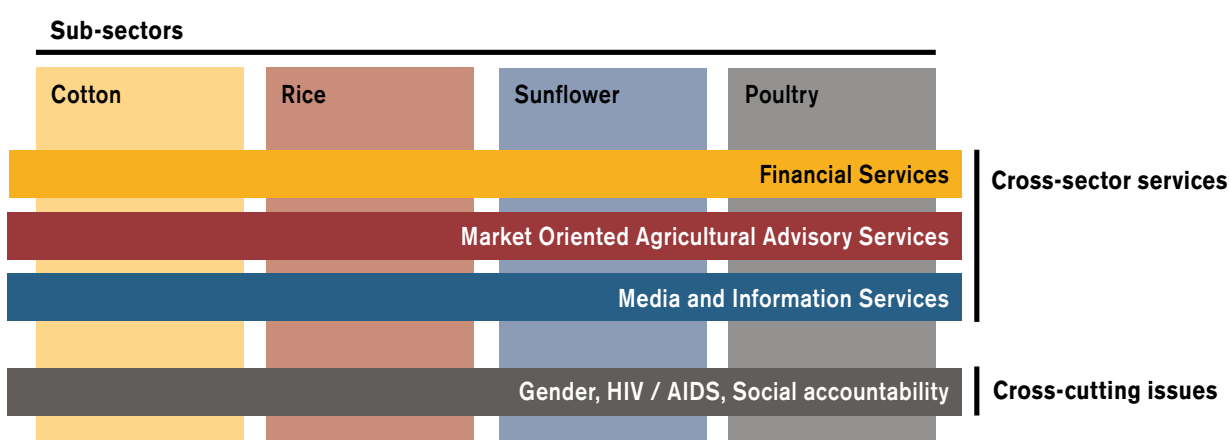 Sub-sectors
Cotton
Rice
Sunflower
Poultry
Financial Services
Cross-sector services
Market Oriented Agricultural Advisory Services
Media and Information Services
Gender, HIV / AIDS, Social accountability
Cross-cutting issues